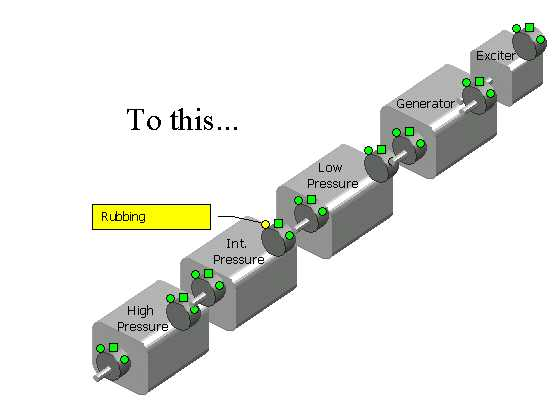 Exciter
Generator
To this...
Low
Pressure
Rubbing
Int.
Pressure
High
Pressure